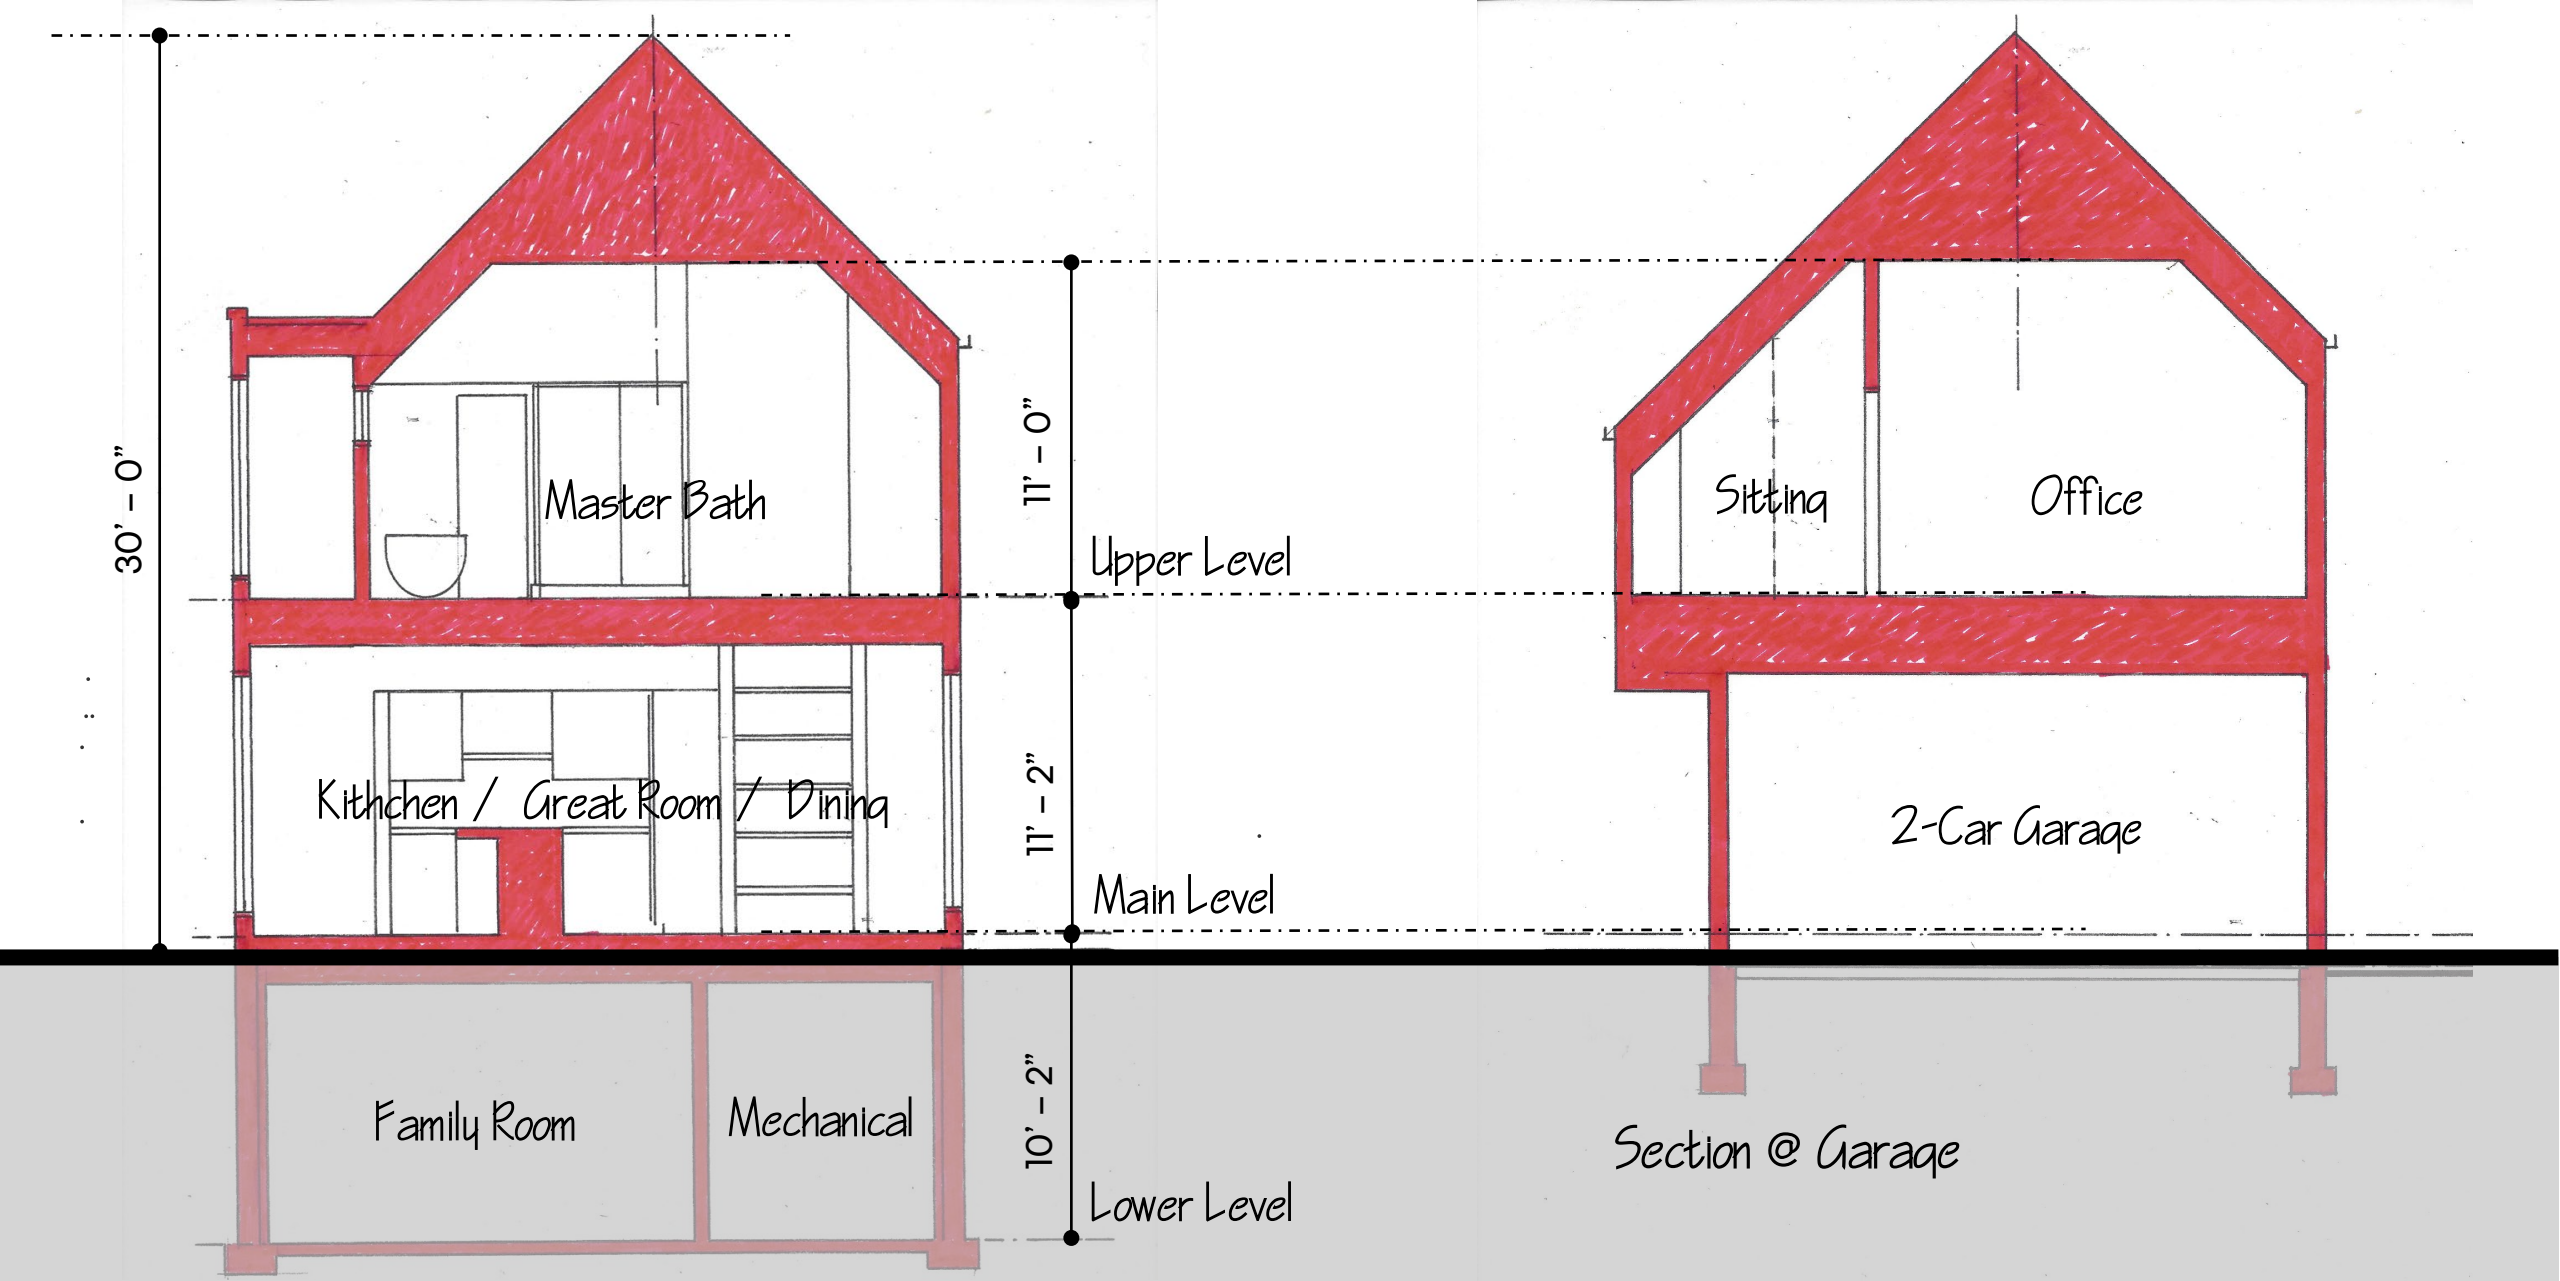 30' - 0"
11' - 0"
Master Bath
Sitting
Office
Upper Level
11' - 2"
Kithchen / Great Room / Dining
2-Car Garage
Main Level
10' - 2"
Family Room
Mechanical
Section @ Garage
Lower Level